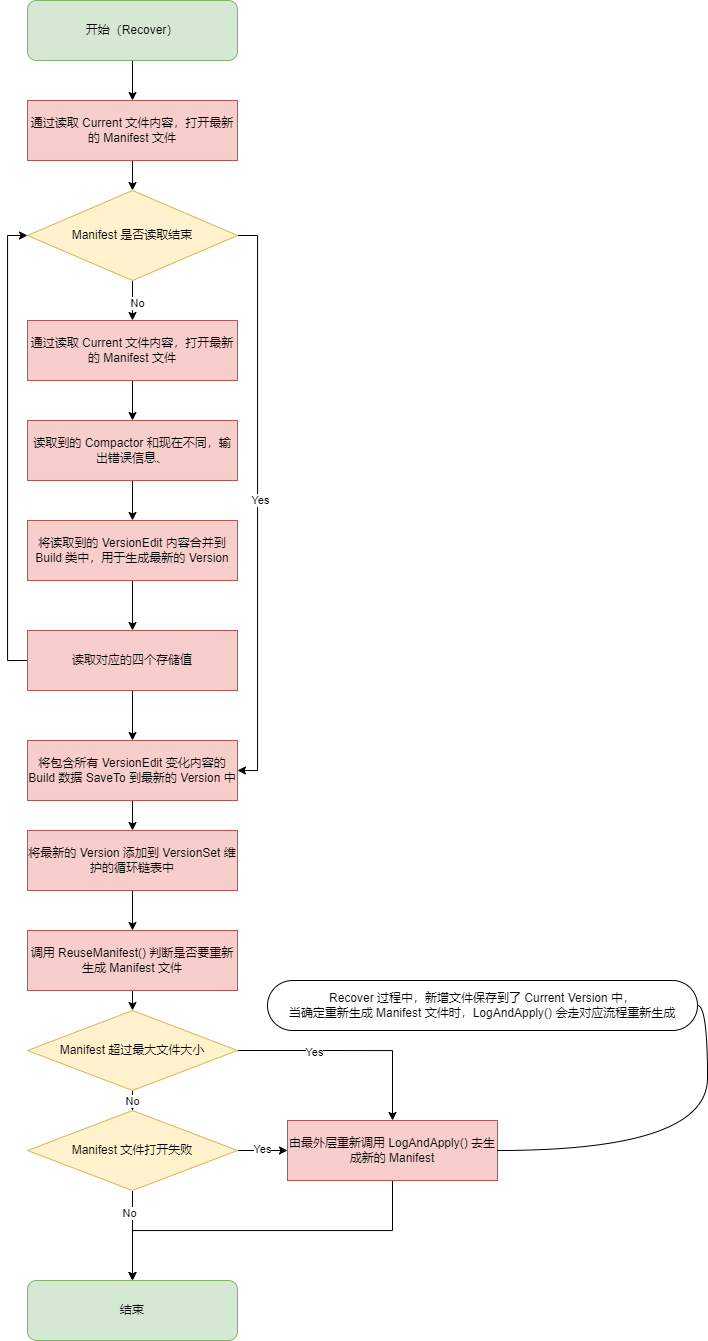 开始（Recover）
通过读取 Current 文件内容，打开最新
的 Manifest 文件
Manifest 是否读取结束
No
通过读取 Current 文件内容，打开最新
的 Manifest 文件
读取到的 Compactor 和现在不同，输
出错误信息、
Yes
将读取到的 VersionEdit 内容合并到
Build 类中，用于生成最新的 Version
读取对应的四个存储值
将包含所有 VersionEdit 变化内容的
Build 数据 SaveTo 到最新的 Version 中
将最新的 Version 添加到 VersionSet 维
护的循环链表中
调用 ReuseManifest() 判断是否要重新
生成 Manifest 文件
Recover 过程中，新增文件保存到了 Current Version 中，
当确定重新生成 Manifest 文件时，LogAndApply() 会走对应流程重新生成
Manifest 超过最大文件大小
Yes
No
Manifest 文件打开失败
Yes
由最外层重新调用 LogAndApply() 去生
成新的 Manifest
No
结束